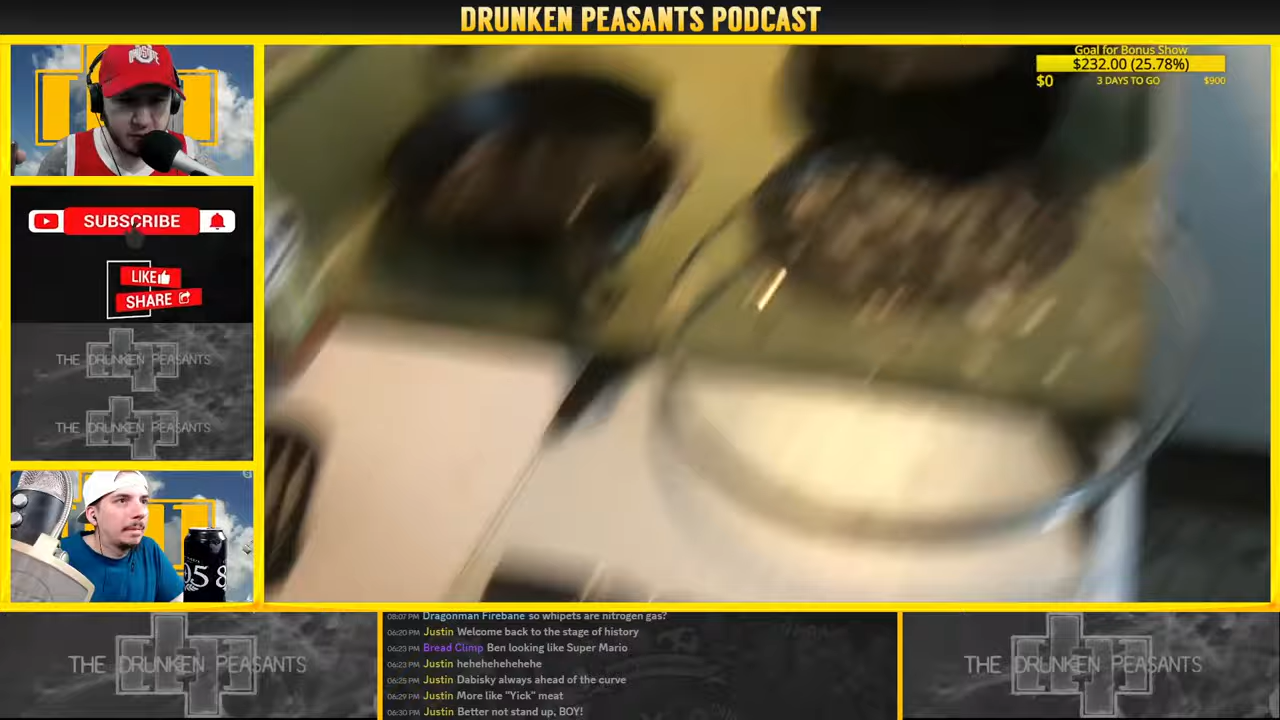 DRUNKEN PEASANTS PODCAST
Goal for Bonus Show
$232.00 (25.78%)
$0 3 DAYS TO GO $900
SUBSCRIBE
LIKE
SHARE
THE DRUNKEN PEASANTS
THE DRUNKEN PEASANTS
08:07 PM Dragonman Firebane so whipets are nitrogen gas?
06:20 PM Justin Welcome back to the stage of history
06:23 PM Bread Climp Ben looking like Super Mario
06:23 PM Justin hehehehehehehe
06:25 PM Justin Dabisky always ahead of the curve
06:29 PM Justin More like "Yick" meat
06:30 PM Justin Better not stand up, BOY!
THE DRUNKEN PEASANTS
THE DRUNKEN PEASANTS